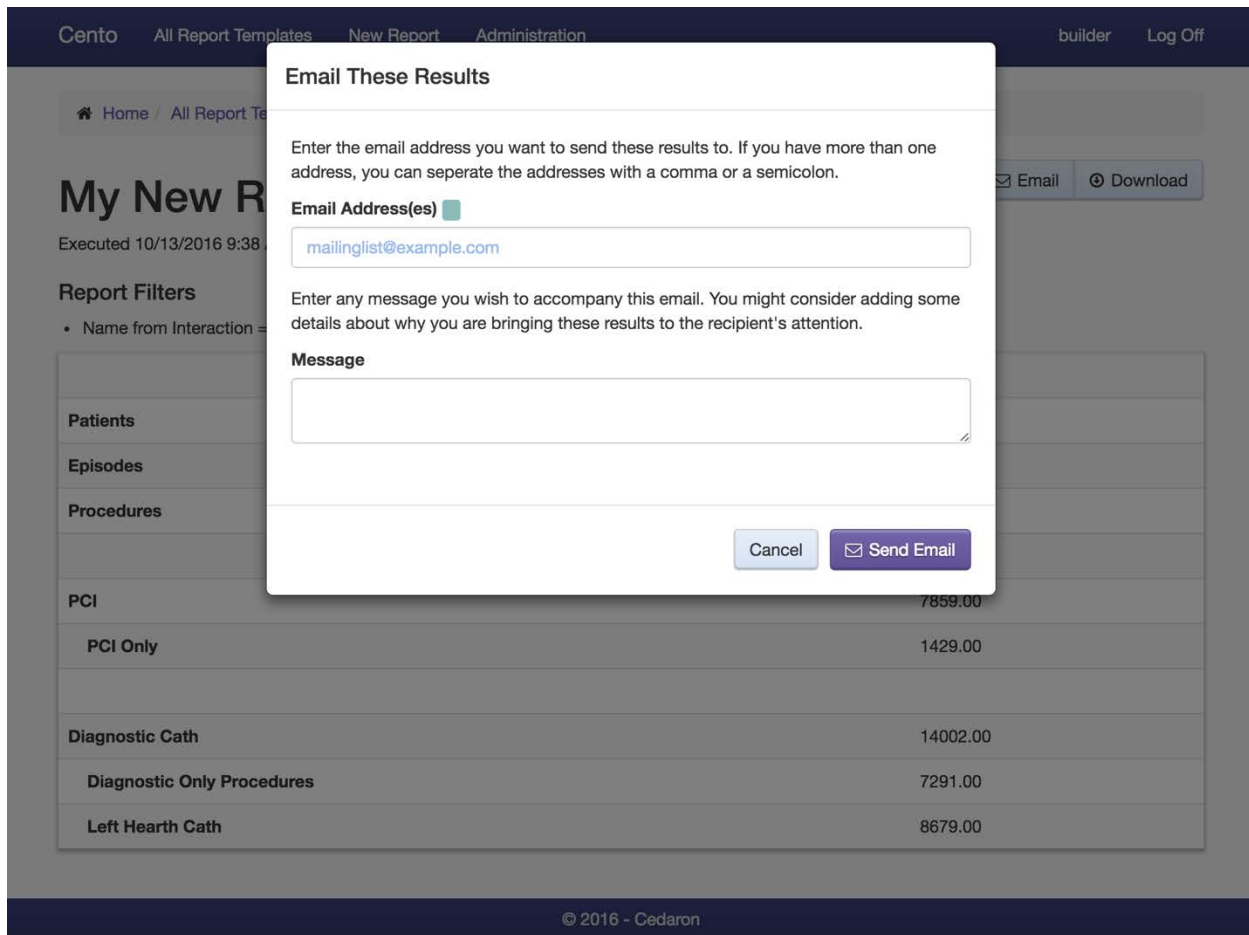 Cento All Report Templates New Report Administration builder Log Off
Email These Results
Home / All Report Te
Enter the email address you want to send these results to. If you have more than one
address, you can seperate the addresses with a comma or a semicolon.
Email Download
My New R
Email Address(es)
Executed 10/13/2016 9:38
mailinglist@example.com
Report Filters
Enter any message you wish to accompany this email. You might consider adding some
details about why you are bringing these results to the recipient's attention.
• Name from Interaction =
Message
Patients
Episodes
Procedures
Cancel Send Email
PCI 7859.00
PCI Only 1429.00
Diagnostic Cath 14002.00
Diagnostic Only Procedures 7291.00
Left Hearth Cath 8679.00
© 2016 - Cedaron